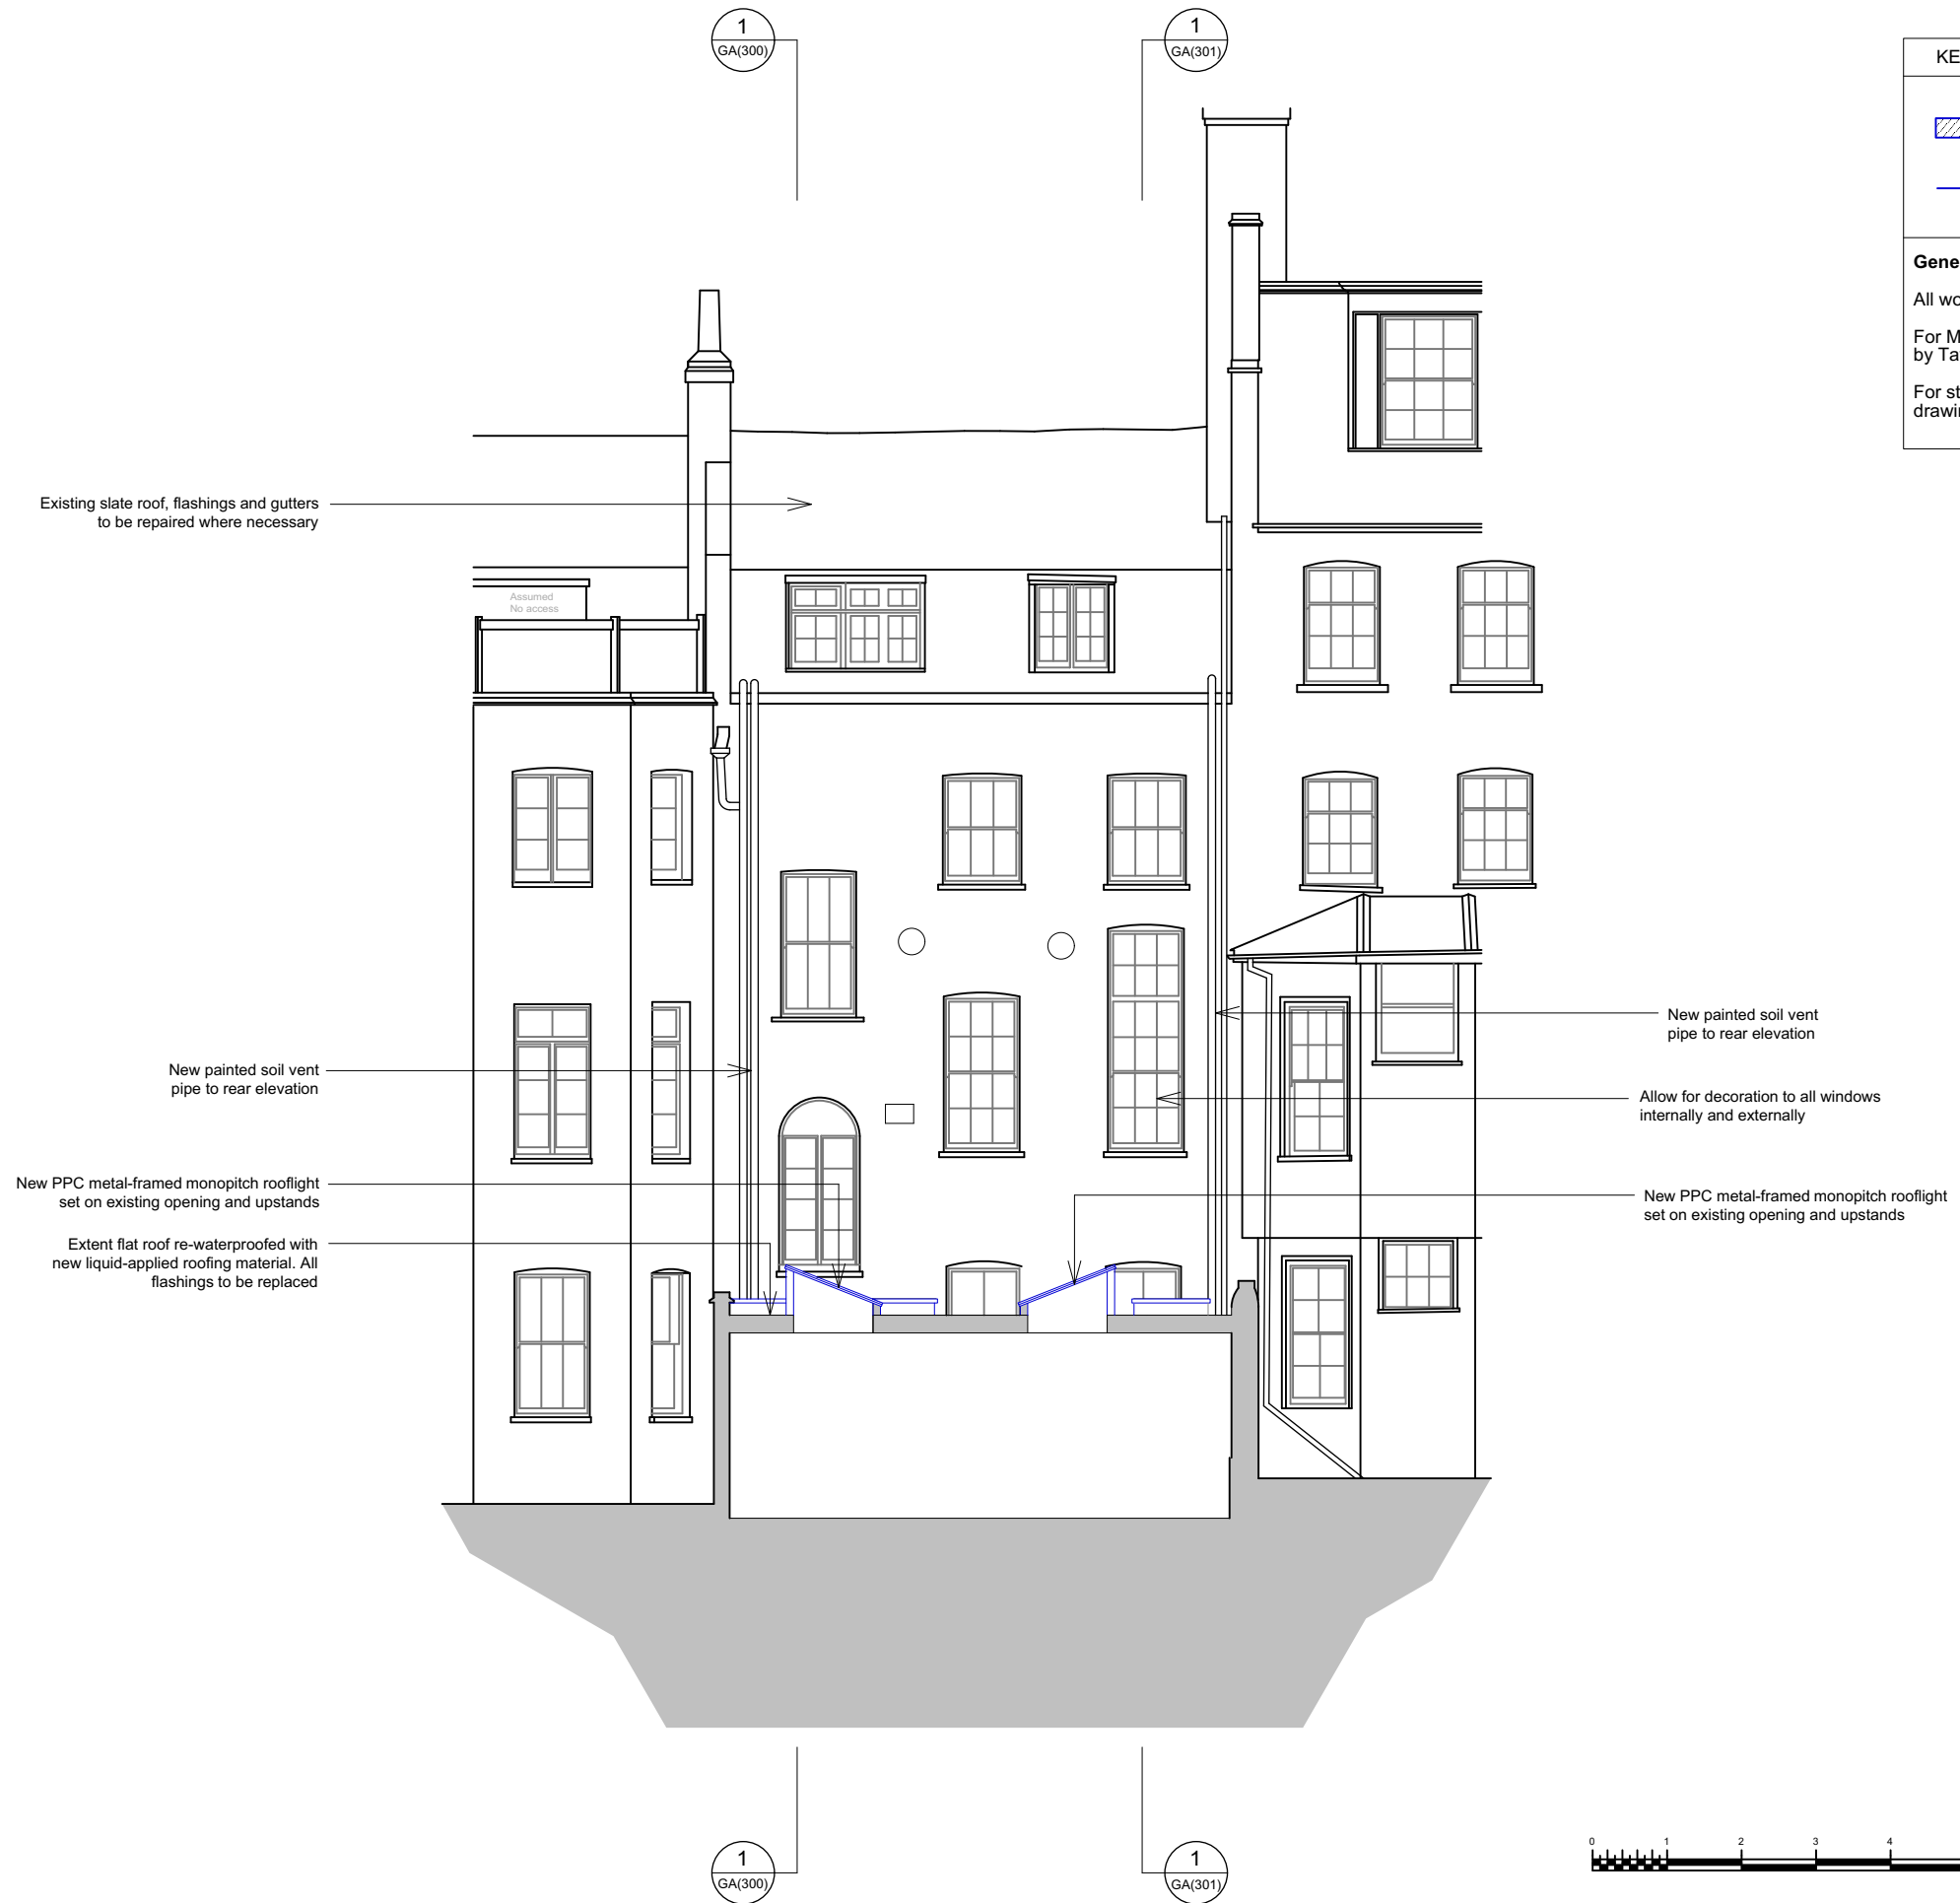 1
GA(300)
1
GA(301)
KE
Gene
All wo
For M
by Ta
For st
drawi
Existing slate roof, flashings and gutters
to be repaired where necessary
Assumed
No access
New painted soil vent
pipe to rear elevation
New painted soil vent
pipe to rear elevation
Allow for decoration to all windows
internally and externally
New PPC metal-framed monopitch rooflight
set on existing opening and upstands
New PPC metal-framed monopitch rooflight
set on existing opening and upstands
Extent flat roof re-waterproofed with
new liquid-applied roofing material. All
flashings to be replaced
0 1 2 3 4
1
GA(300)
1
GA(301)